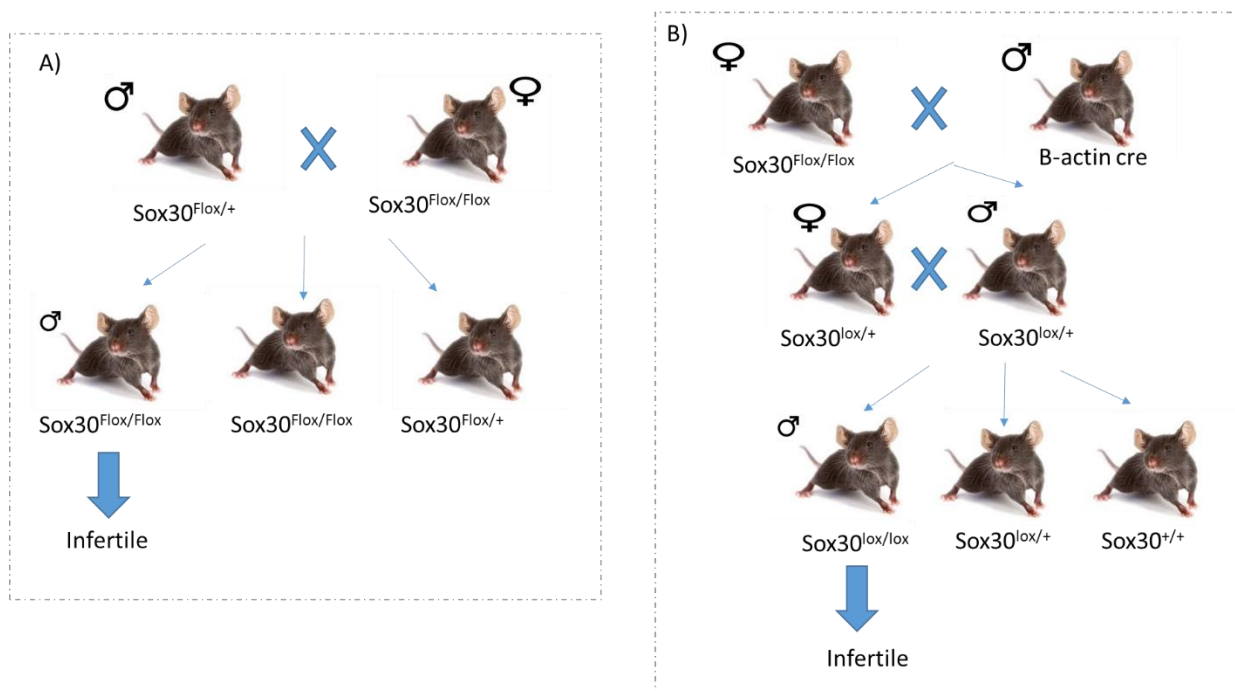 A)
♂
♀
Sox30Flox/+
Sox30Flox/Flox
♂
Sox30Flox/Flox
Sox30Flox/Flox
Sox30Flox/+
Infertile
B)
♀
♂
Sox30Flox/Flox
B-actin cre
♀
♂
Sox30lox/+
Sox30lox/+
♂
Sox30lox/lox
Sox30lox/+
Sox30+/+
Infertile